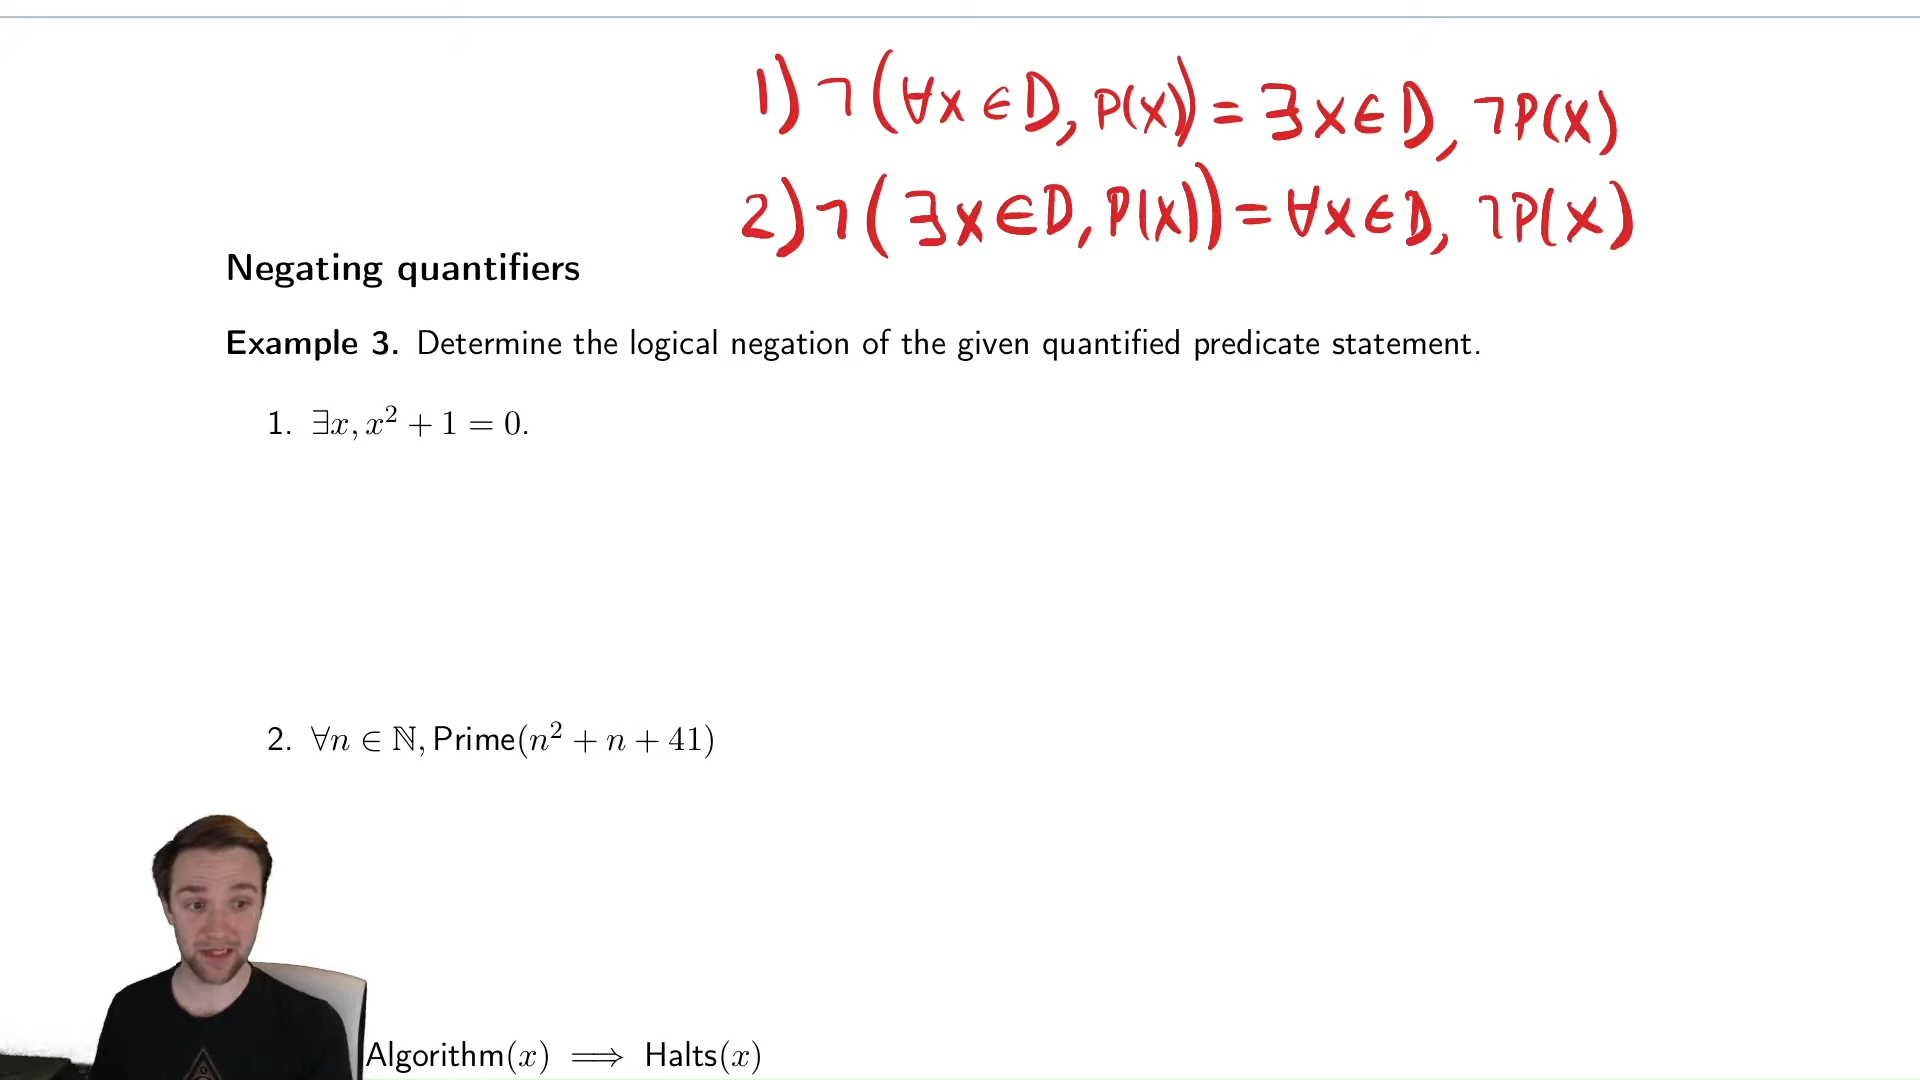 1) ¬(∀x ∈ D, P(x)) = ∃x ∈ D, ¬P(x)
2) ¬(∃x ∈ D, P(x)) = ∀x ∈ D, ¬P(x)
Negating quantifiers
Example 3. Determine the logical negation of the given quantified predicate statement.
1. ∃x, x² + 1 = 0.
2. ∀n ∈ ℕ, Prime(n² + n + 41)
Algorithm(x) ⟹ Halts(x)